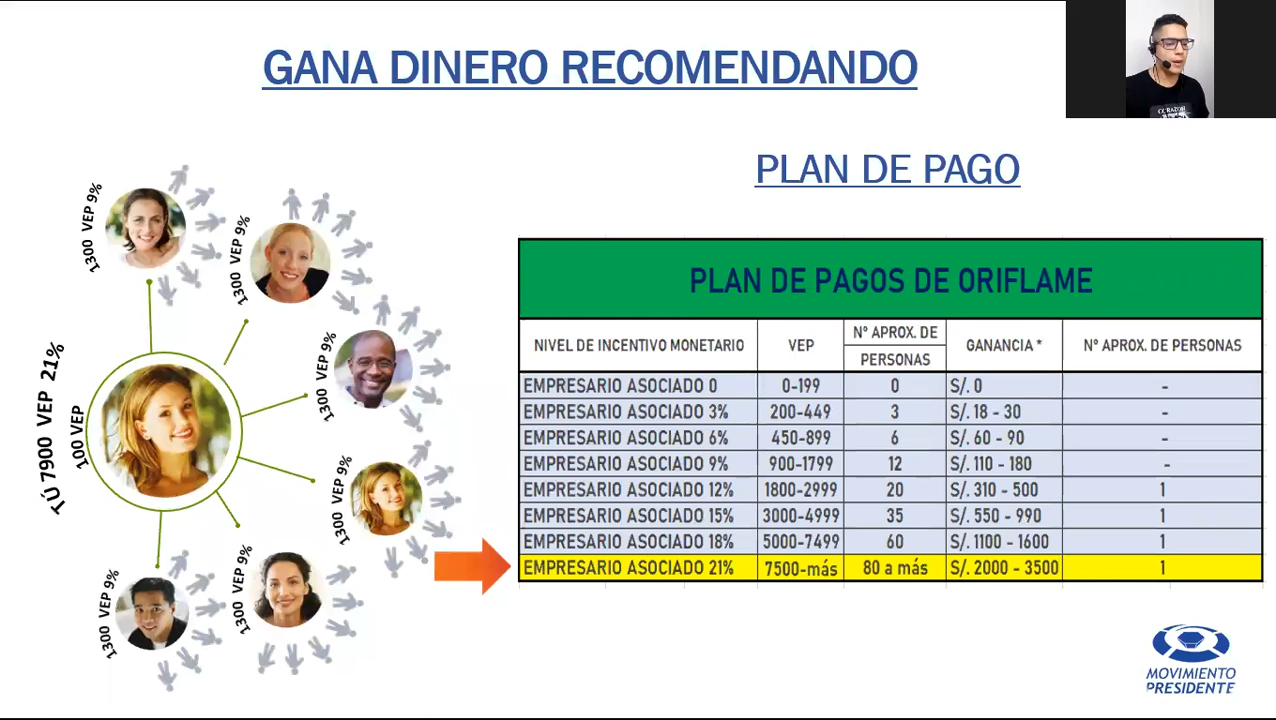 GANA DINERO RECOMENDANDO
PLAN DE PAGO
1300 VEP 9%
1300 VEP 9%
1300 VEP 9%
1300 VEP 9%
1300 VEP 9%
1300 VEP 9%
TÚ 7900 VEP 21%
100 VEP
PLAN DE PAGOS DE ORIFLAME
NIVEL DE INCENTIVO MONETARIO VEP Nº APROX. DE PERSONAS GANANCIA * Nº APROX. DE PERSONAS
EMPRESARIO ASOCIADO 0 0-199 0 S/. 0 -
EMPRESARIO ASOCIADO 3% 200-449 3 S/. 18 - 30 -
EMPRESARIO ASOCIADO 6% 450-899 6 S/. 60 - 90 -
EMPRESARIO ASOCIADO 9% 900-1799 12 S/. 110 - 180 -
EMPRESARIO ASOCIADO 12% 1800-2999 20 S/. 310 - 500 1
EMPRESARIO ASOCIADO 15% 3000-4999 35 S/. 550 - 990 1
EMPRESARIO ASOCIADO 18% 5000-7499 60 S/. 1100 - 1600 1
EMPRESARIO ASOCIADO 21% 7500-más 80 a más S/. 2000 - 3500 1
MOVIMIENTO
PRESIDENTE